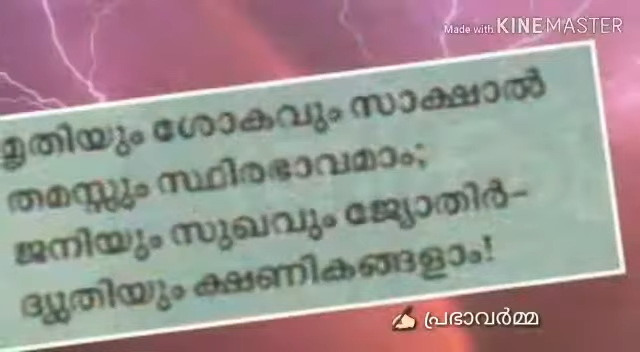 Made with KINEMASTER
മൃതിയും ശോകവും സാക്ഷാൽ
തമസ്സും സ്ഥിരഭാവമാം;
ജനിയും സുഖവും ജ്യോതിർ-
ദ്യുതിയും ക്ഷണികങ്ങളാം!
✍ പ്രഭാവർമ്മ